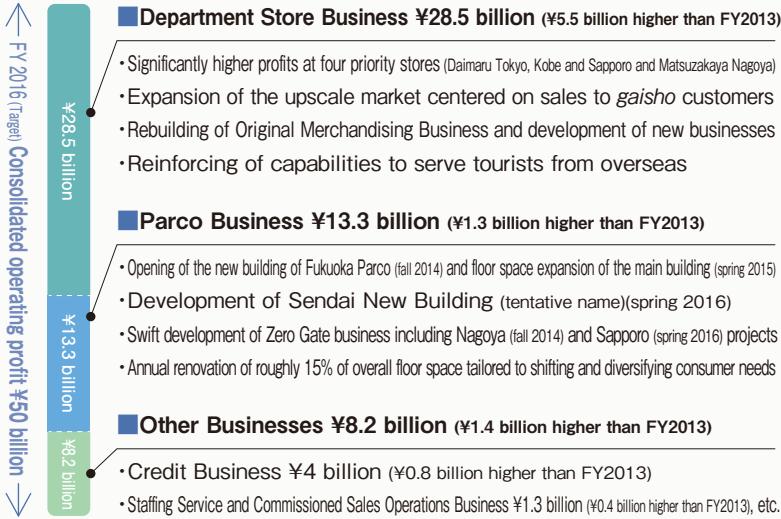 FY 2016 (Target) Consolidated operating profit ¥50 billion
¥28.5 billion
¥13.3 billion
¥8.2 billion
■Department Store Business ¥28.5 billion (¥5.5 billion higher than FY2013)
・Significantly higher profits at four priority stores (Daimaru Tokyo, Kobe and Sapporo and Matsuzakaya Nagoya)
・Expansion of the upscale market centered on sales to gaisho customers
・Rebuilding of Original Merchandising Business and development of new businesses
・Reinforcing of capabilities to serve tourists from overseas
■Parco Business ¥13.3 billion (¥1.3 billion higher than FY2013)
・Opening of the new building of Fukuoka Parco (fall 2014) and floor space expansion of the main building (spring 2015)
・Development of Sendai New Building (tentative name)(spring 2016)
・Swift development of Zero Gate business including Nagoya (fall 2014) and Sapporo (spring 2016) projects
・Annual renovation of roughly 15% of overall floor space tailored to shifting and diversifying consumer needs
■Other Businesses ¥8.2 billion (¥1.4 billion higher than FY2013)
・Credit Business ¥4 billion (¥0.8 billion higher than FY2013)
・Staffing Service and Commissioned Sales Operations Business ¥1.3 billion (¥0.4 billion higher than FY2013), etc.